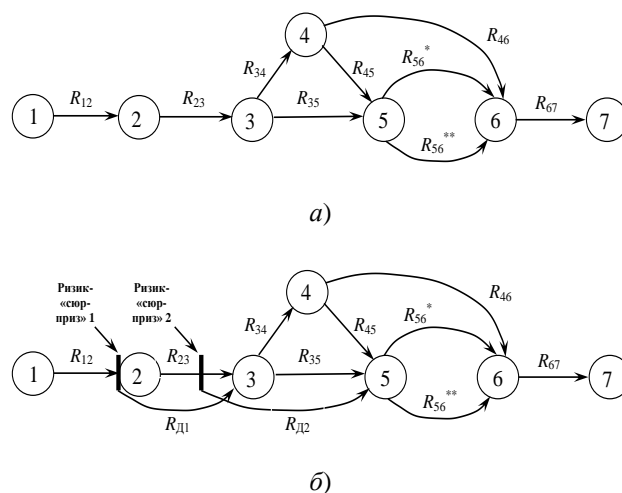 4
R46
R34
R45
R56*
1
R12
2
R23
3
R35
5
R56**
6
R67
7
а)
Ризик-
«сюр-
приз» 1
Ризик-
«сюр-
приз» 2
4
R46
R34
R45
R56*
1
R12
2
R23
3
R35
5
R56**
6
R67
7
RД1
RД2
б)